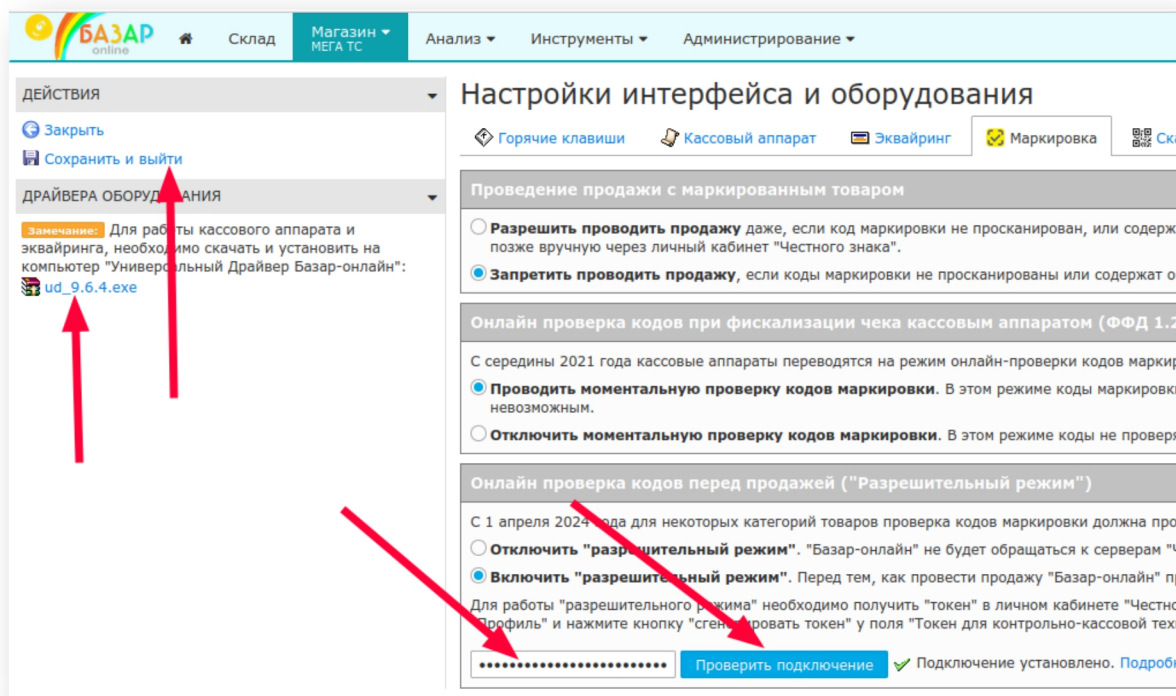 БАЗАР
online
Склад
Магазин
МЕГА ТС
Анализ
Инструменты
Администрирование
ДЕЙСТВИЯ
Закрыть
Сохранить и выйти
ДРАЙВЕРА ОБОРУДОВАНИЯ
Замечание: Для работы кассового аппарата и
эквайринга, необходимо скачать и установить на
компьютер "Универсальный Драйвер Базар-онлайн":
ud_9.6.4.exe
Настройки интерфейса и оборудования
Горячие клавиши
Кассовый аппарат
Эквайринг
Маркировка
Проведение продажи с маркированным товаром
Разрешить проводить продажу даже, если код маркировки не просканирован, или содерж
позже вручную через личный кабинет "Честного знака".
Запретить проводить продажу, если коды маркировки не просканированы или содержат о
Онлайн проверка кодов при фискализации чека кассовым аппаратом (ФФД 1.2
С середины 2021 года кассовые аппараты переводятся на режим онлайн-проверки кодов марки
Проводить моментальную проверку кодов маркировки. В этом режиме коды маркировк
невозможным.
Отключить моментальную проверку кодов маркировки. В этом режиме коды не провер
Онлайн проверка кодов перед продажей ("Разрешительный режим")
С 1 апреля 2024 года для некоторых категорий товаров проверка кодов маркировки должна про
Отключить "разрешительный режим". "Базар-онлайн" не будет обращаться к серверам "Ч
Включить "разрешительный режим". Перед тем, как провести продажу "Базар-онлайн" п
Для работы "разрешительного режима" необходимо получить "токен" в личном кабинете "Честн
"Профиль" и нажмите кнопку "сгенерировать токен" у поля "Токен для контрольно-кассовой тех
Проверить подключение
Подключение установлено. Подроб